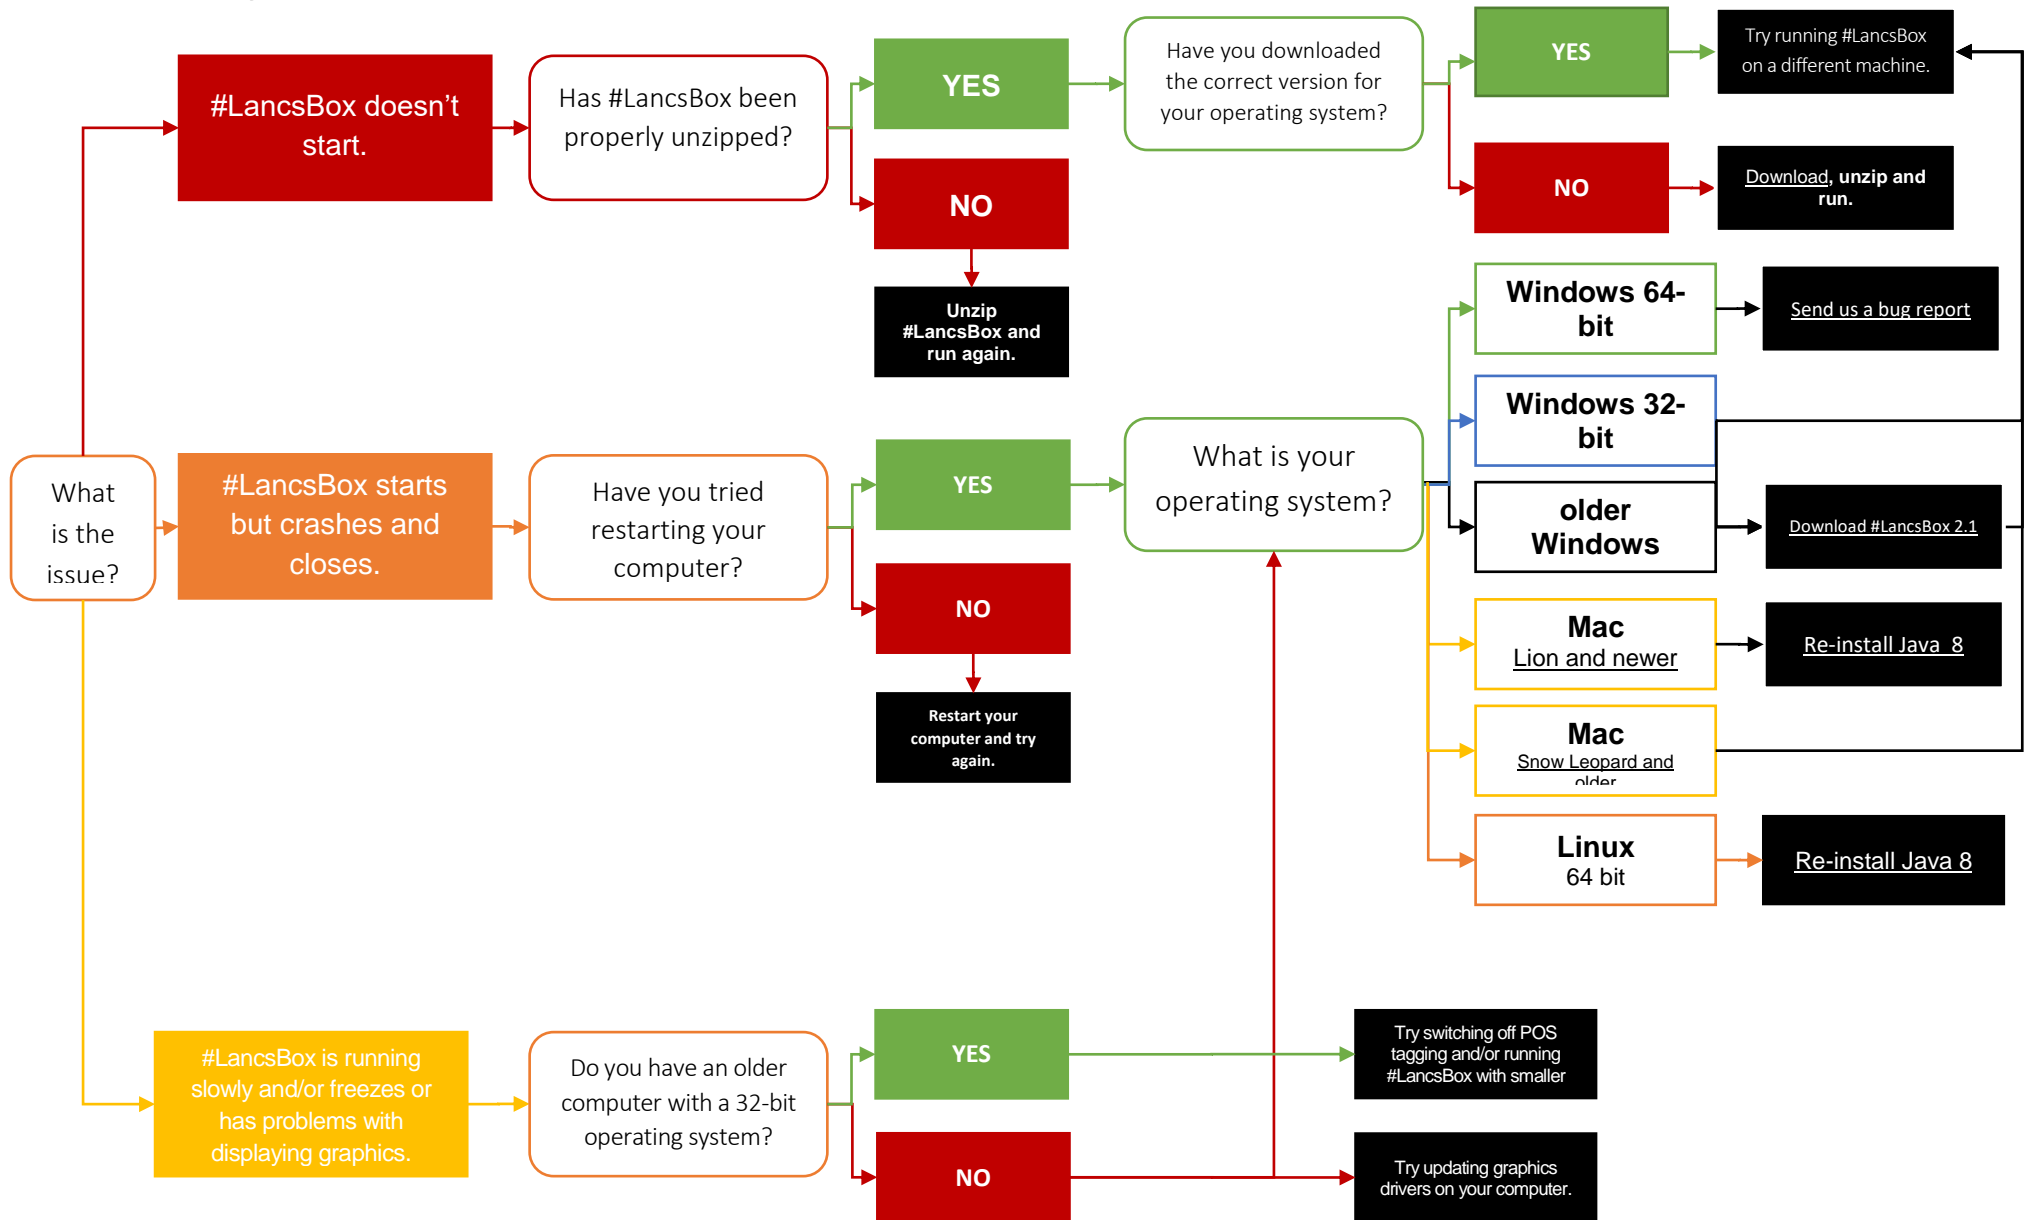 #LancsBox doesn't
start.
Has #LancsBox been
properly unzipped?
YES
NO
Unzip
#LancsBox and
run again.
Have you downloaded
the correct version for
your operating system?
YES
Try running #LancsBox
on a different machine.
NO
Download, unzip and
run.
What
is the
issue?
#LancsBox starts
but crashes and
closes.
Have you tried
restarting your
computer?
YES
NO
Restart your
computer and try
again.
What is your
operating system?
Windows 64-
bit
Send us a bug report
Windows 32-
bit
older
Windows
Download #LancsBox 2.1
Mac
Lion and newer
Re-install Java  8
Mac
Snow Leopard and
older
Linux
64 bit
Re-install Java 8
#LancsBox is running
slowly and/or freezes or
has problems with
displaying graphics.
Do you have an older
computer with a 32-bit
operating system?
YES
Try switching off POS
tagging and/or running
#LancsBox with smaller
NO
Try updating graphics
drivers on your computer.